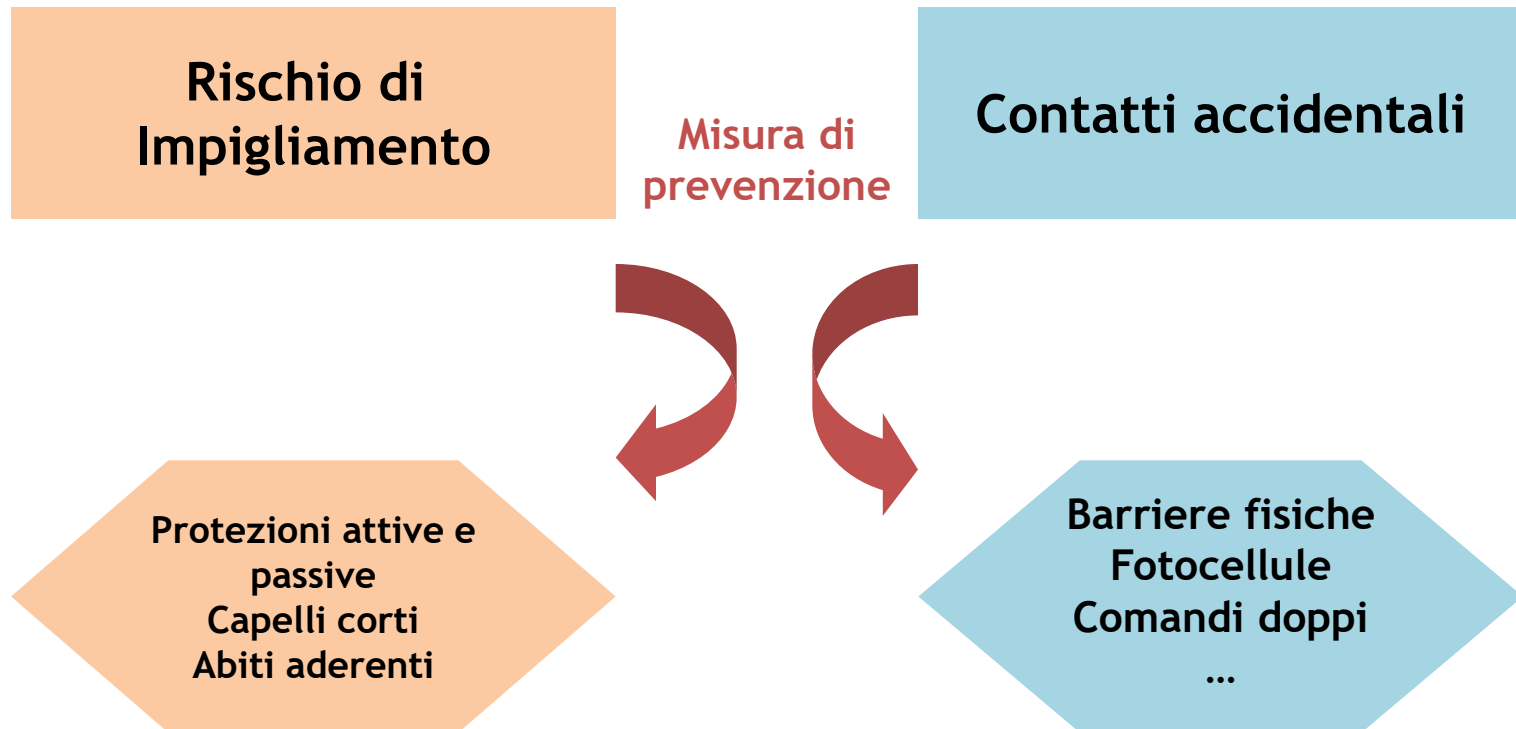 Rischio di
Impigliamento
Misura di
prevenzione
Contatti accidentali
Protezioni attive e
passive
Capelli corti
Abiti aderenti
Barriere fisiche
Fotocellule
Comandi doppi
…